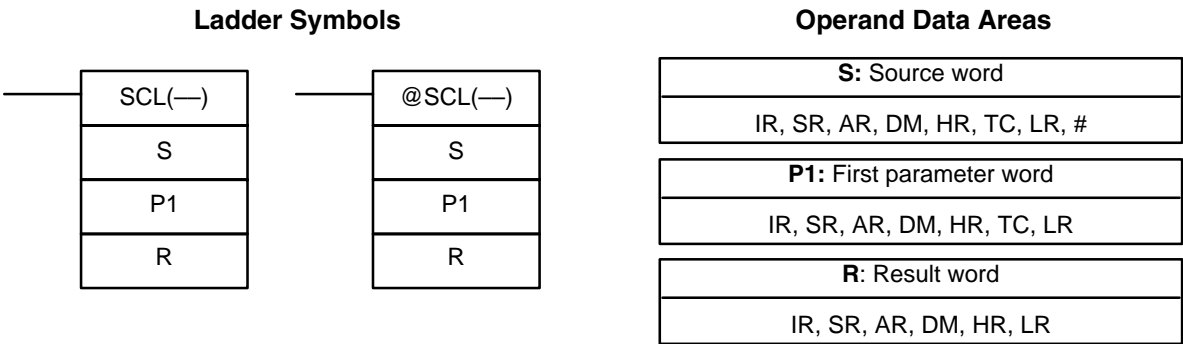 Ladder Symbols
SCL(––)
S
P1
R
@SCL(––)
S
P1
R
Operand Data Areas
S: Source word
IR, SR, AR, DM, HR, TC, LR, #
P1: First parameter word
IR, SR, AR, DM, HR, TC, LR
R: Result word
IR, SR, AR, DM, HR, LR